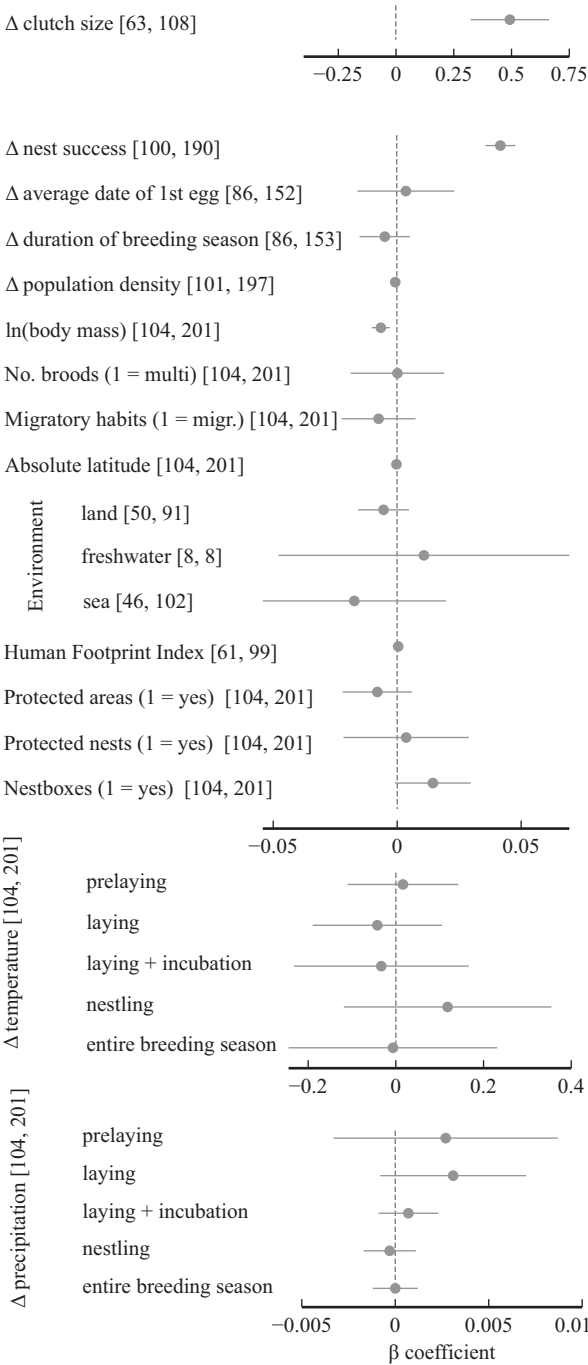 Δ clutch size [63, 108]
−0.25 0 0.25 0.5 0.75
Δ nest success [100, 190]
Δ average date of 1st egg [86, 152]
Δ duration of breeding season [86, 153]
Δ population density [101, 197]
ln(body mass) [104, 201]
No. broods (1 = multi) [104, 201]
Migratory habits (1 = migr.) [104, 201]
Absolute latitude [104, 201]
Environment
land [50, 91]
freshwater [8, 8]
sea [46, 102]
Human Footprint Index [61, 99]
Protected areas (1 = yes) [104, 201]
Protected nests (1 = yes) [104, 201]
Nestboxes (1 = yes) [104, 201]
−0.05 0 0.05
Δ temperature [104, 201]
prelaying
laying
laying + incubation
nestling
entire breeding season
−0.2 0 0.2 0.4
Δ precipitation [104, 201]
prelaying
laying
laying + incubation
nestling
entire breeding season
−0.005 0 0.005 0.01
β coefficient